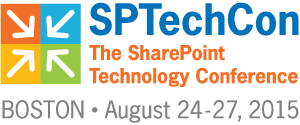 SPTechCon
The SharePoint
Technology Conference
BOSTON • August 24-27, 2015